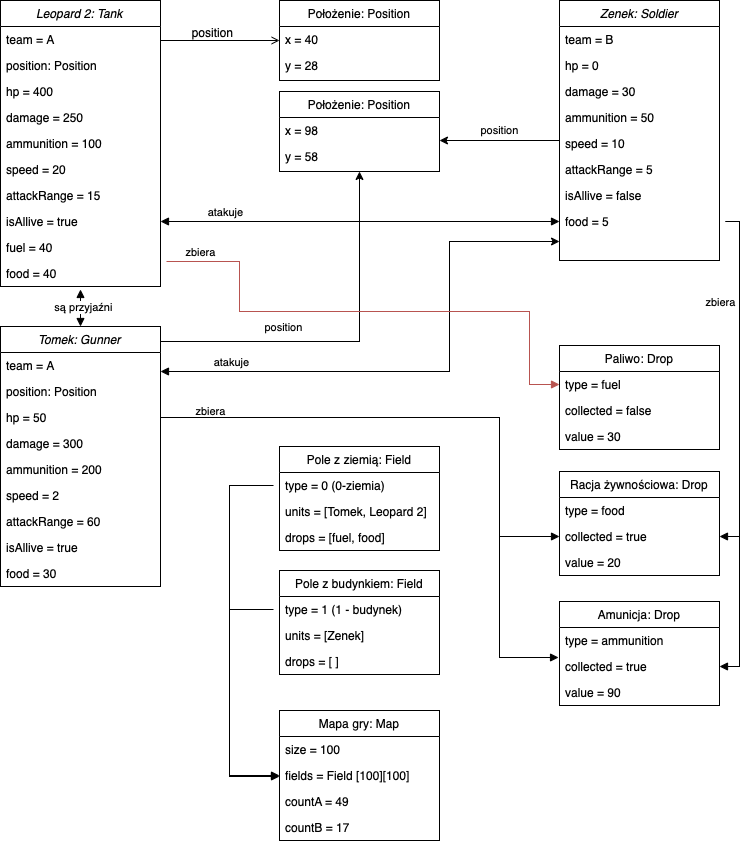 Leopard 2: Tank
team = A
position: Position
hp = 400
damage = 250
ammunition = 100
speed = 20
attackRange = 15
isAllive = true
fuel = 40
food = 40
position
Położenie: Position
x = 40
y = 28
Położenie: Position
x = 98
y = 58
Zenek: Soldier
team = B
hp = 0
damage = 30
ammunition = 50
speed = 10
attackRange = 5
isAllive = false
food = 5
position
atakuje
zbiera
są przyjaźni
position
atakuje
zbiera
zbiera
Tomek: Gunner
team = A
position: Position
hp = 50
damage = 300
ammunition = 200
speed = 2
attackRange = 60
isAllive = true
food = 30
Paliwo: Drop
type = fuel
collected = false
value = 30
Pole z ziemią: Field
type = 0 (0-ziemia)
units = [Tomek, Leopard 2]
drops = [fuel, food]
Racja żywnościowa: Drop
type = food
collected = true
value = 20
Pole z budynkiem: Field
type = 1 (1 - budynek)
units = [Zenek]
drops = [ ]
Amunicja: Drop
type = ammunition
collected = true
value = 90
Mapa gry: Map
size = 100
fields = Field [100][100]
countA = 49
countB = 17